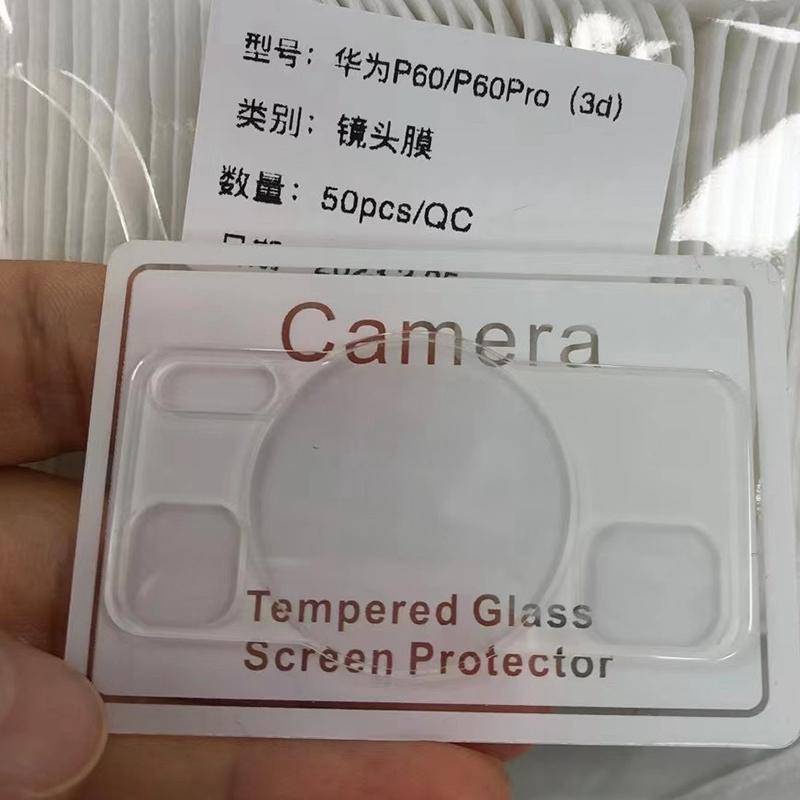 型号：华为P60/P60Pro（3d）
类别：镜头膜
数量：50pcs/QC
Camera
Tempered Glass
Screen Protector